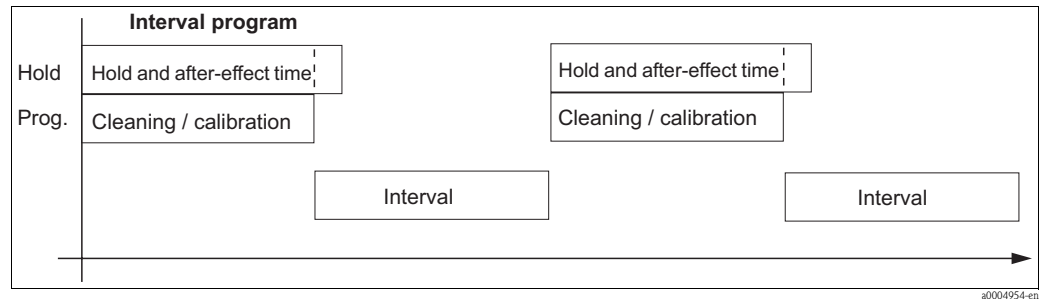 Interval program
Hold
Hold and after-effect time
Hold and after-effect time
Prog.
Cleaning / calibration
Cleaning / calibration
Interval
Interval
a0004954-en